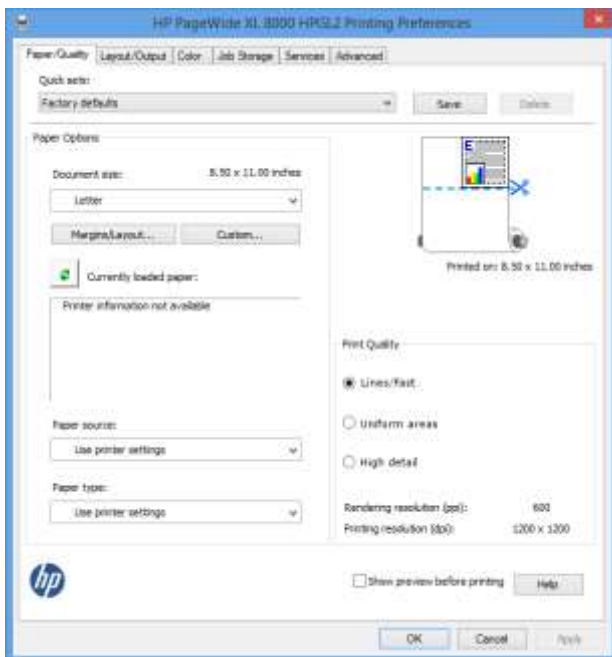 HP PageWide XL 8000 HPGL2 Printing Preferences
Paper/Quality Layout/Output Color Job Storage Services Advanced
Quick sets:
Factory defaults
Save
Delete
Paper Options
Document size: 8.50 x 11.00 inches
Letter
Margins/Layout... Custom...
Currently loaded paper:
Printer information not available
Paper source:
Use printer settings
Paper type:
Use printer settings
E
Printed on: 8.50 x 11.00 inches
Print Quality
Lines/Fast
Uniform areas
High detail
Rendering resolution (ppi): 600
Printing resolution (dpi): 1200 x 1200
hp
Show preview before printing
Help
OK Cancel Apply